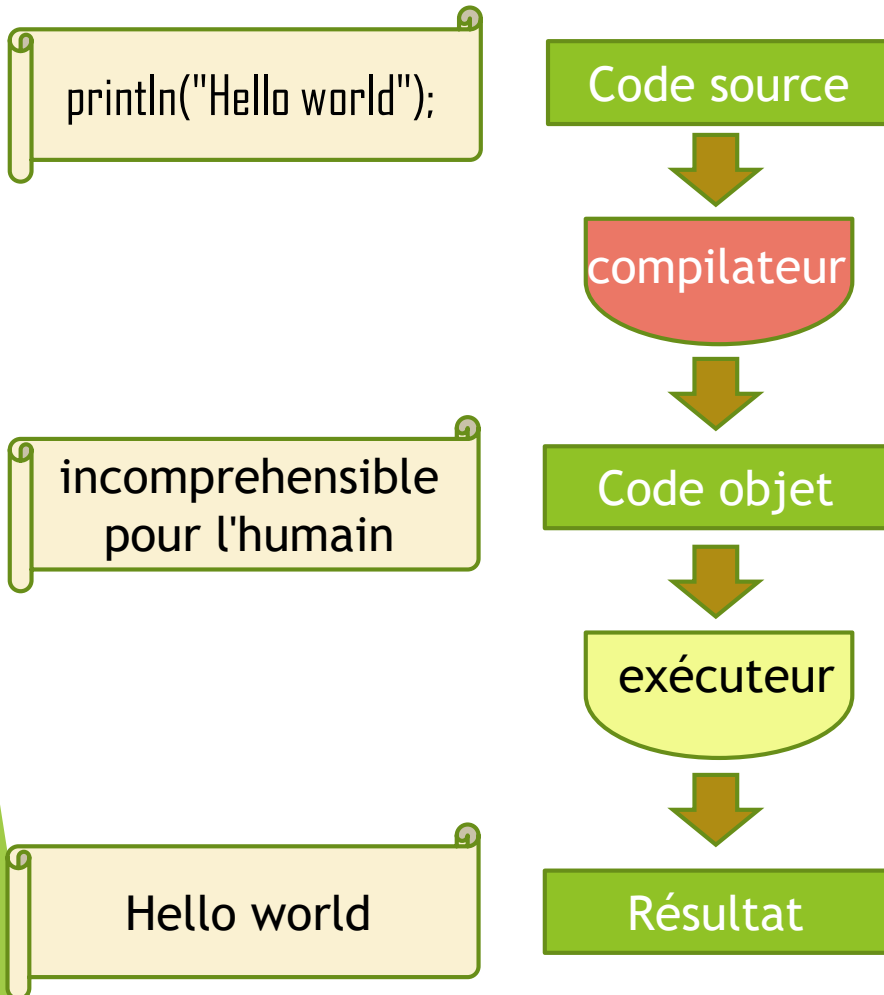 println("Hello world");
Code source
compilateur
incomprehensible
pour l'humain
Code objet
exécuteur
Hello world
Résultat